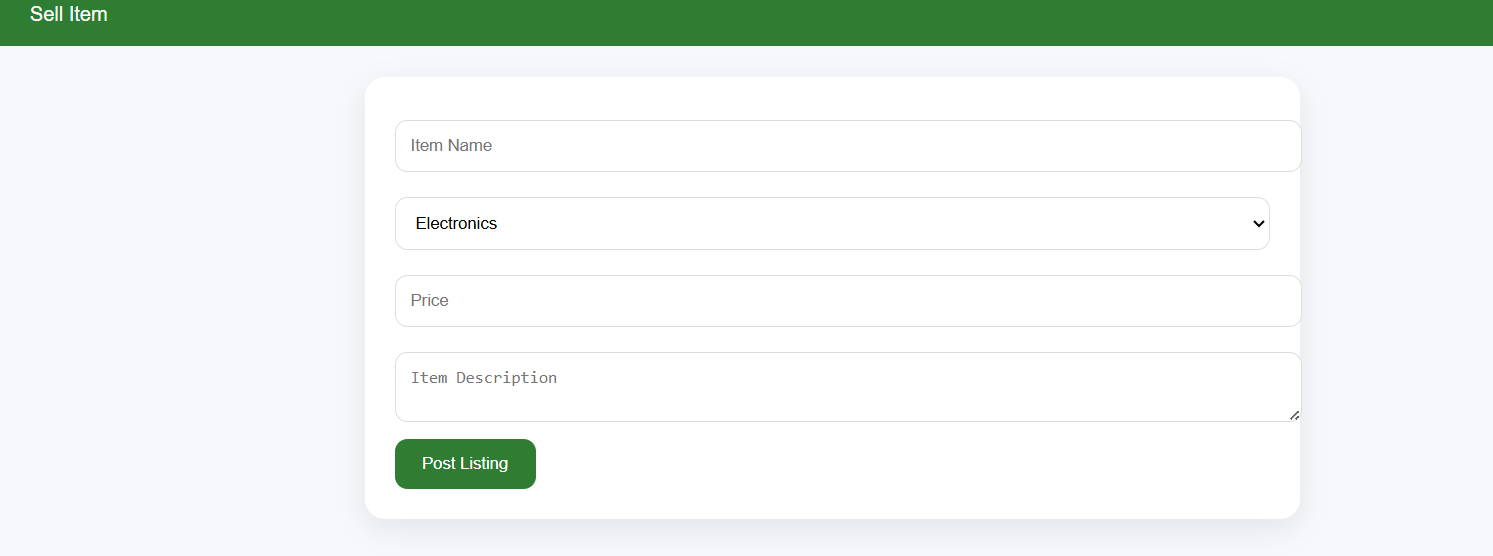 Sell Item
Item Name
Electronics
Price
Item Description
Post Listing